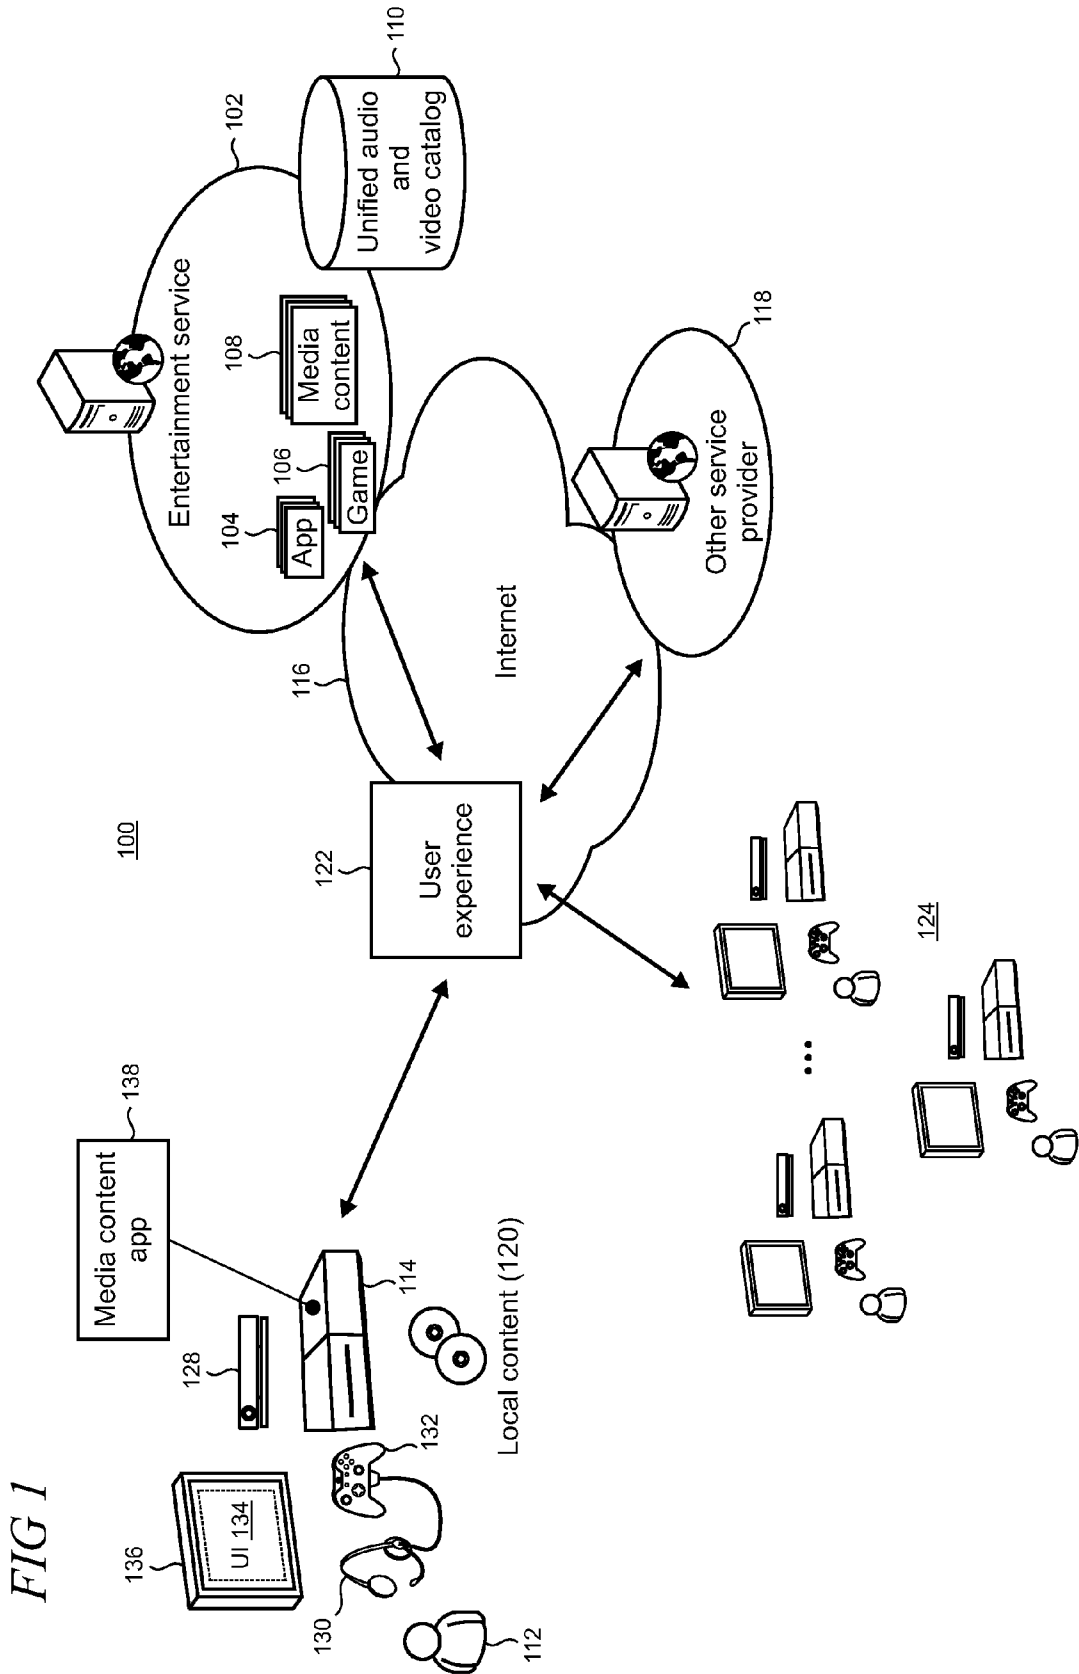 FIG 1
100
102
Entertainment service
104
App
106
Game
108
Media
content
110
Unified audio
and
video catalog
116
Internet
118
Other service
provider
122
User
experience
138
Media content
app
128
114
136
UI 134
130
132
112
Local content (120)
124